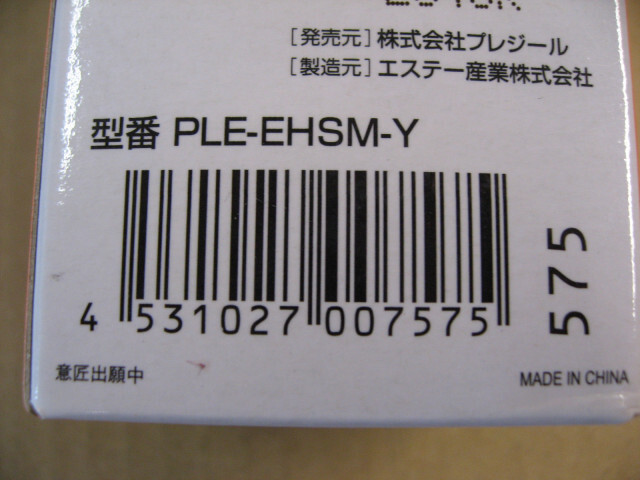 [発売元] 株式会社プレジール
[製造元] エステー産業株式会社
型番 PLE-EHSM-Y
4 531027 007575
575
意匠出願中
MADE IN CHINA